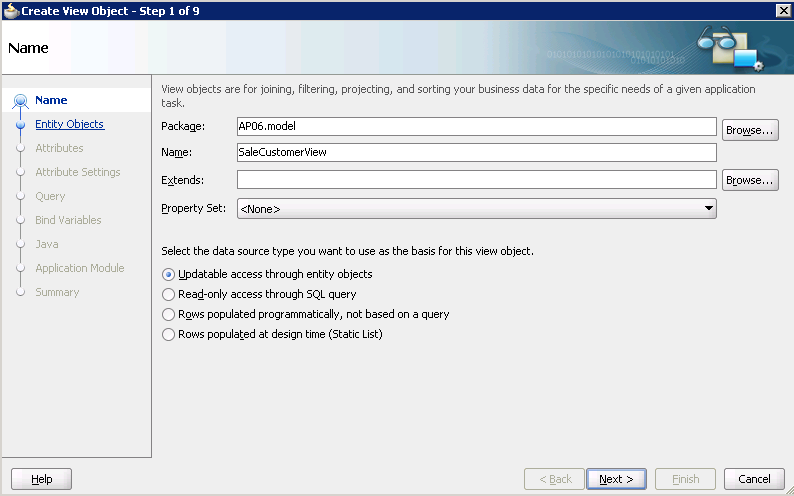 Create View Object - Step 1 of 9
Name
Name
Entity Objects
Attributes
Attribute Settings
Query
Bind Variables
Java
Application Module
Summary
View objects are for joining, filtering, projecting, and sorting your business data for the specific needs of a given application
task.
Package: AP06.model Browse...
Name: SaleCustomerView
Extends: Browse...
Property Set: <None>
Select the data source type you want to use as the basis for this view object.
Updatable access through entity objects
Read-only access through SQL query
Rows populated programmatically, not based on a query
Rows populated at design time (Static List)
Help < Back Next > Finish Cancel